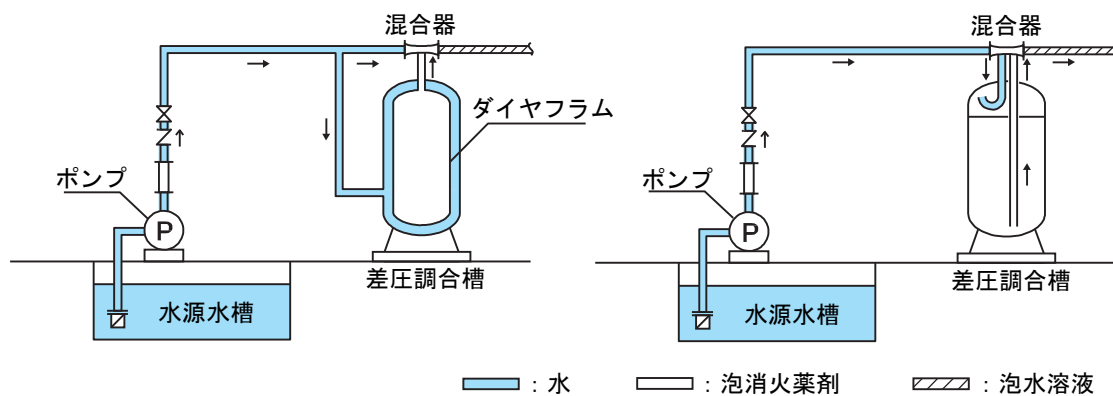 混合器
ダイヤフラム
ポンプ
P
差圧調合槽
水源水槽
混合器
ポンプ
P
差圧調合槽
水源水槽
：水
：泡消火薬剤
：泡水溶液